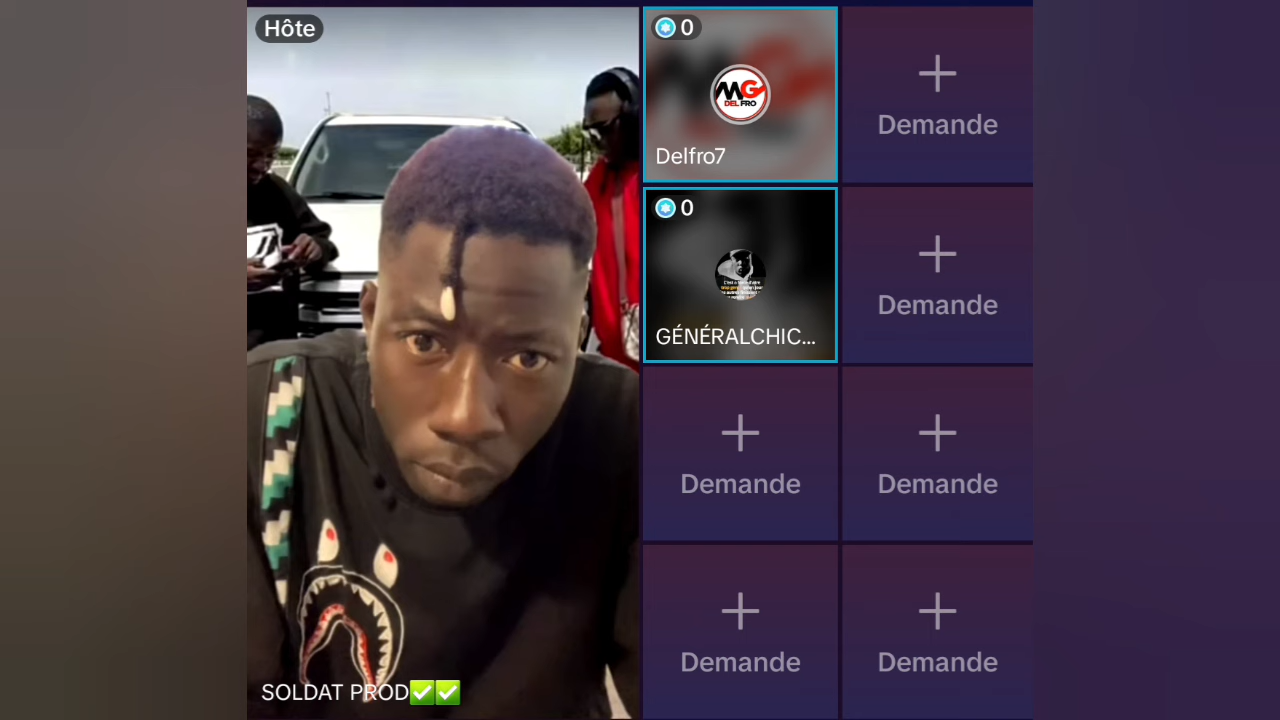 Hôte
SOLDAT PROD✅✅
0
MG
DEL FRO
Delfro7
Demande
0
GÉNÉRALCHIC...
Demande
Demande
Demande
Demande
Demande